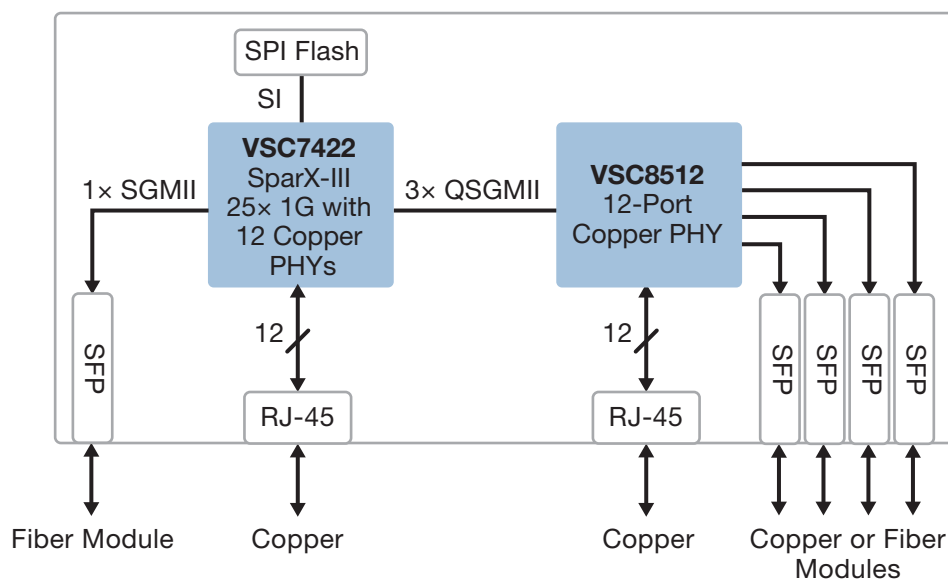 SPI Flash
SI
VSC7422
SparX-III
25× 1G with
12 Copper
PHYs
1× SGMII
3× QSGMII
VSC8512
12-Port
Copper PHY
SFP
12
RJ-45
12
RJ-45
SFP
SFP
SFP
SFP
Fiber Module
Copper
Copper
Copper or Fiber
Modules